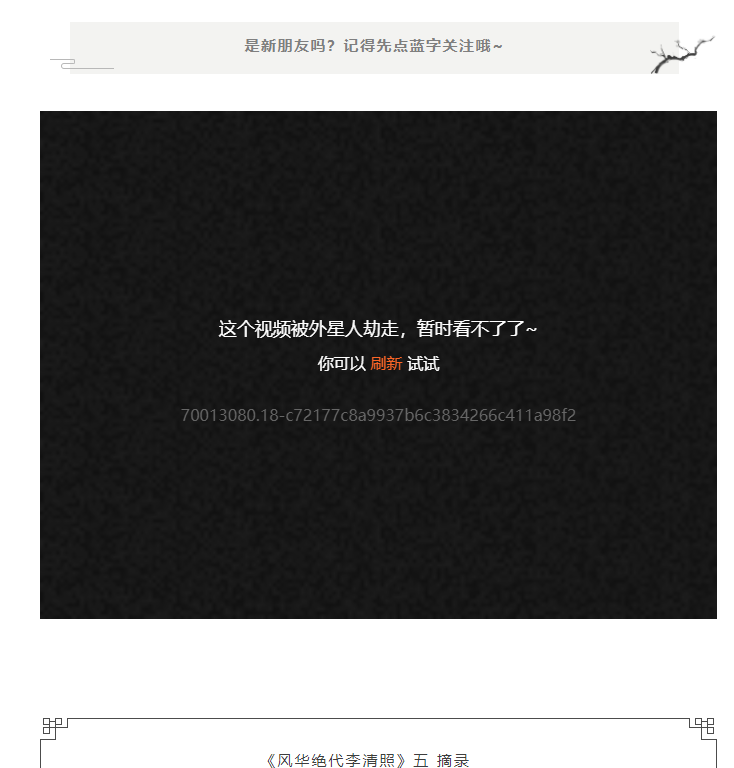 是新朋友吗？记得先点蓝字关注哦~
这个视频被外星人劫走，暂时看不了了~
你可以 刷新 试试
70013080.18-c72177c8a9937b6c3834266c411a98f2
《风华绝代李清照》五 摘录